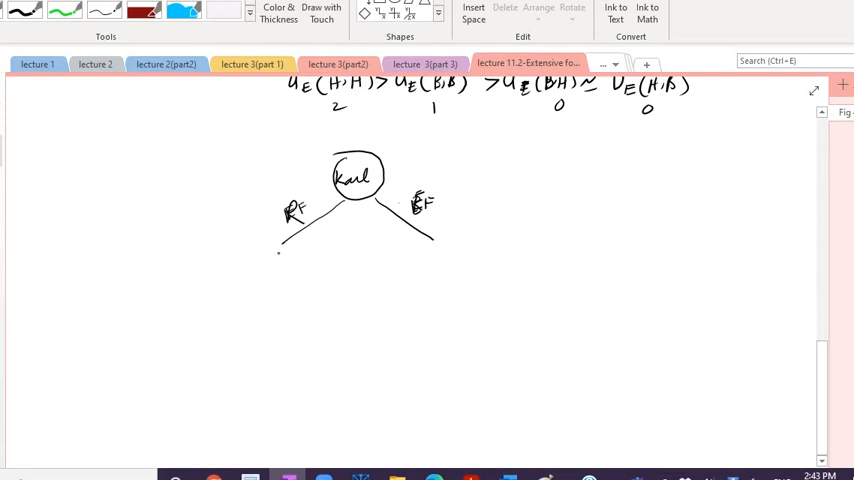 Color & Thickness
Draw with Touch
Insert Space
Delete Arrange Rotate
Ink to Text
Ink to Math
Tools
Shapes
Edit
Convert
lecture 1
lecture 2
lecture 2(part2)
lecture 3(part 1)
lecture 3(part2)
lecture 3(part 3)
lecture 11.2-Extensive fo...
...
Search (Ctrl+E)
Fig
U_E(H,H) > U_E(B,B) > U_E(B,H) ~ U_E(H,B)
2 1 0 0
Karl
2:43 PM